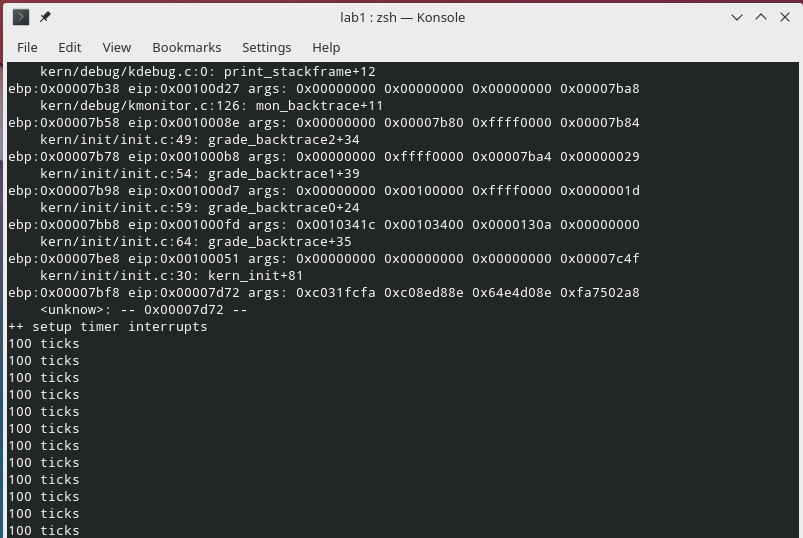 lab1 : zsh — Konsole
File Edit View Bookmarks Settings Help
kern/debug/kdebug.c:0: print_stackframe+12
ebp:0x00007b38 eip:0x00100d27 args: 0x00000000 0x00000000 0x00000000 0x00007ba8
kern/debug/kmonitor.c:126: mon_backtrace+11
ebp:0x00007b58 eip:0x0010008e args: 0x00000000 0x00007b80 0xffff0000 0x00007b84
kern/init/init.c:49: grade_backtrace2+34
ebp:0x00007b78 eip:0x001000b8 args: 0x00000000 0xffff0000 0x00007ba4 0x00000029
kern/init/init.c:54: grade_backtrace1+39
ebp:0x00007b98 eip:0x001000d7 args: 0x00000000 0x00100000 0xffff0000 0x0000001d
kern/init/init.c:59: grade_backtrace0+24
ebp:0x00007bb8 eip:0x001000fd args: 0x0010341c 0x00103400 0x0000130a 0x00000000
kern/init/init.c:64: grade_backtrace+35
ebp:0x00007be8 eip:0x00100051 args: 0x00000000 0x00000000 0x00000000 0x00007c4f
kern/init/init.c:30: kern_init+81
ebp:0x00007bf8 eip:0x00007d72 args: 0xc031fcfa 0xc08ed88e 0x64e4d08e 0xfa7502a8
<unknow>: -- 0x00007d72 --
++ setup timer interrupts
100 ticks
100 ticks
100 ticks
100 ticks
100 ticks
100 ticks
100 ticks
100 ticks
100 ticks
100 ticks
100 ticks
100 ticks